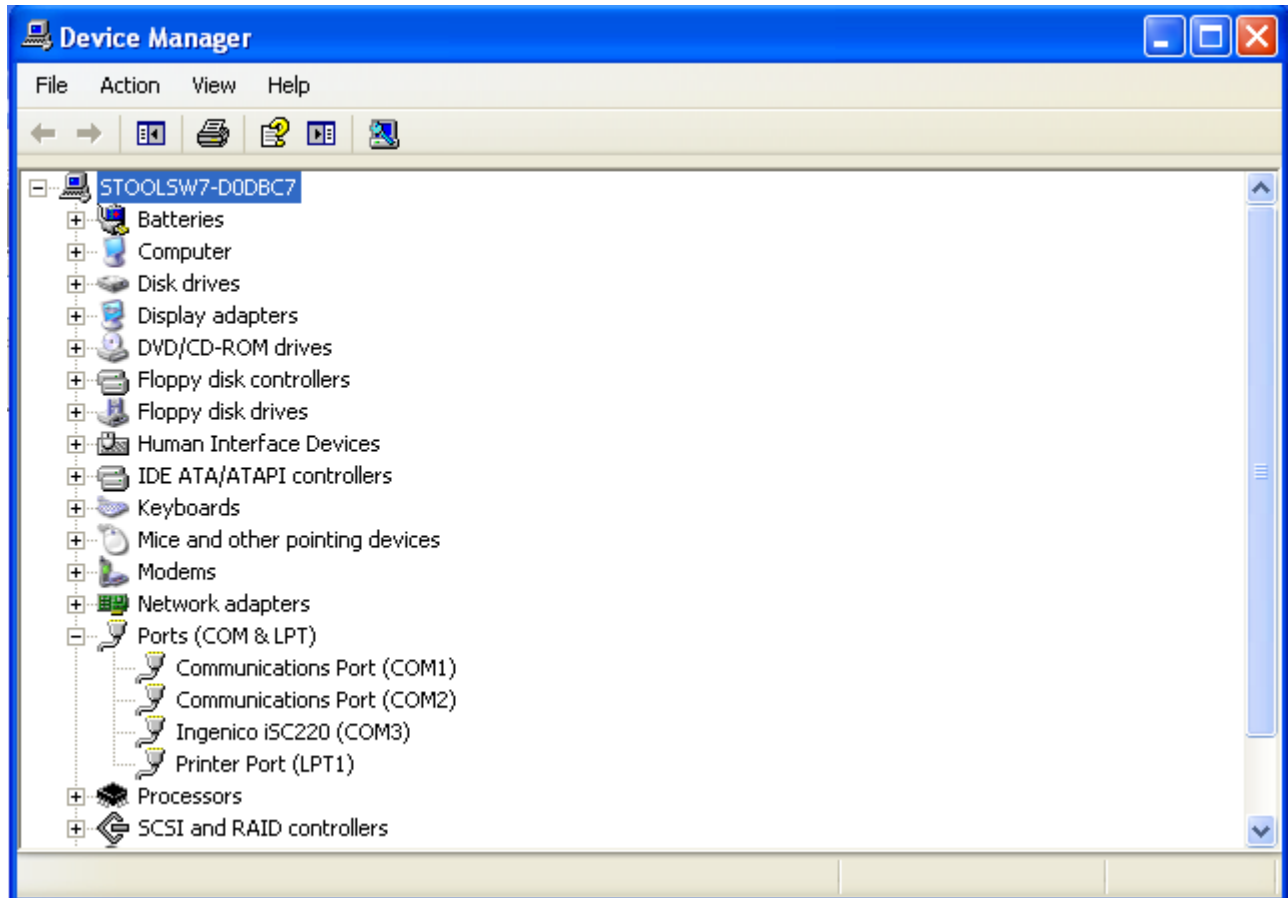 Device Manager
File Action View Help
STOOLSW7-D0DBC7
Batteries
Computer
Disk drives
Display adapters
DVD/CD-ROM drives
Floppy disk controllers
Floppy disk drives
Human Interface Devices
IDE ATA/ATAPI controllers
Keyboards
Mice and other pointing devices
Modems
Network adapters
Ports (COM & LPT)
Communications Port (COM1)
Communications Port (COM2)
Ingenico iSC220 (COM3)
Printer Port (LPT1)
Processors
SCSI and RAID controllers